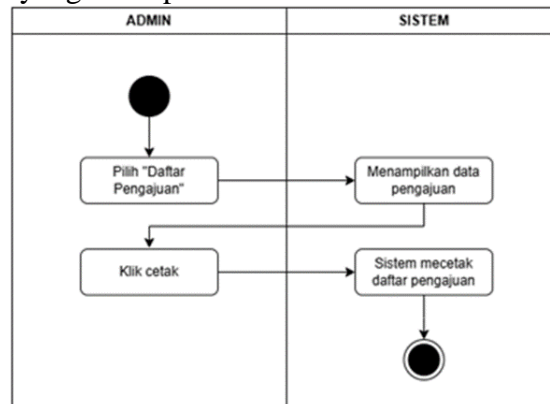 ADMIN
SISTEM
Pilih "Daftar
Pengajuan"
Menampilkan data
pengajuan
Klik cetak
Sistem mecetak
daftar pengajuan